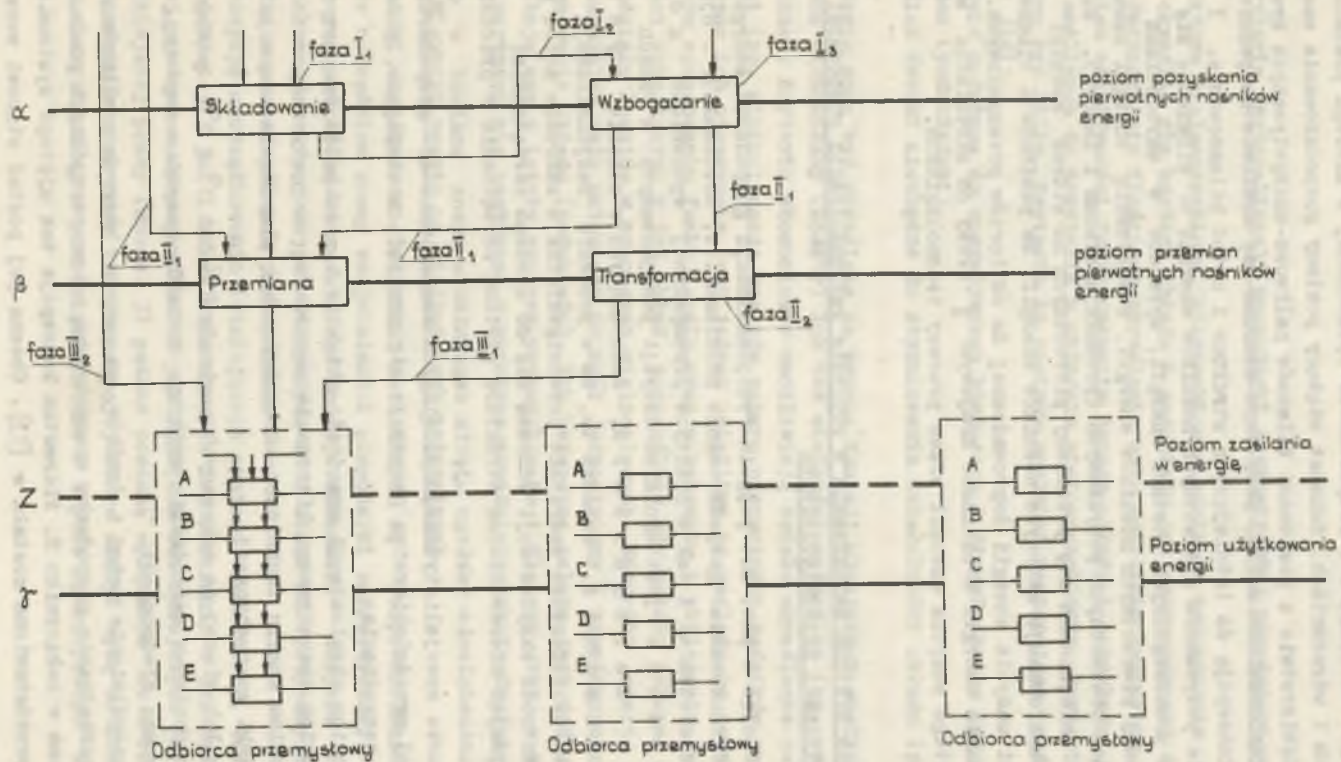 faza I₁
faza I₂
faza I₃
α
Składowanie
Wzbogacanie
poziom pozyskania
pierwotnych nośników
energii
faza II₁
faza II₁
faza II₁
β
Przemiana
Transformacja
poziom przemian
pierwotnych nośników
energii
faza II₂
faza III₂
faza III₁
Z
γ
A
B
C
D
E
Odbiorca przemysłowy
A
B
C
D
E
Odbiorca przemysłowy
A
B
C
D
E
Odbiorca przemysłowy
Poziom zasilania
w energię
Poziom użytkowania
energii